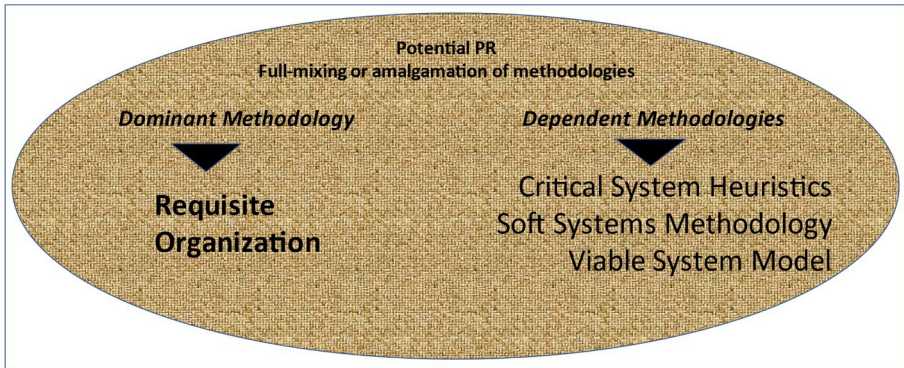 Potential PR
Full-mixing or amalgamation of methodologies
Dominant Methodology
Requisite
Organization
Dependent Methodologies
Critical System Heuristics
Soft Systems Methodology
Viable System Model